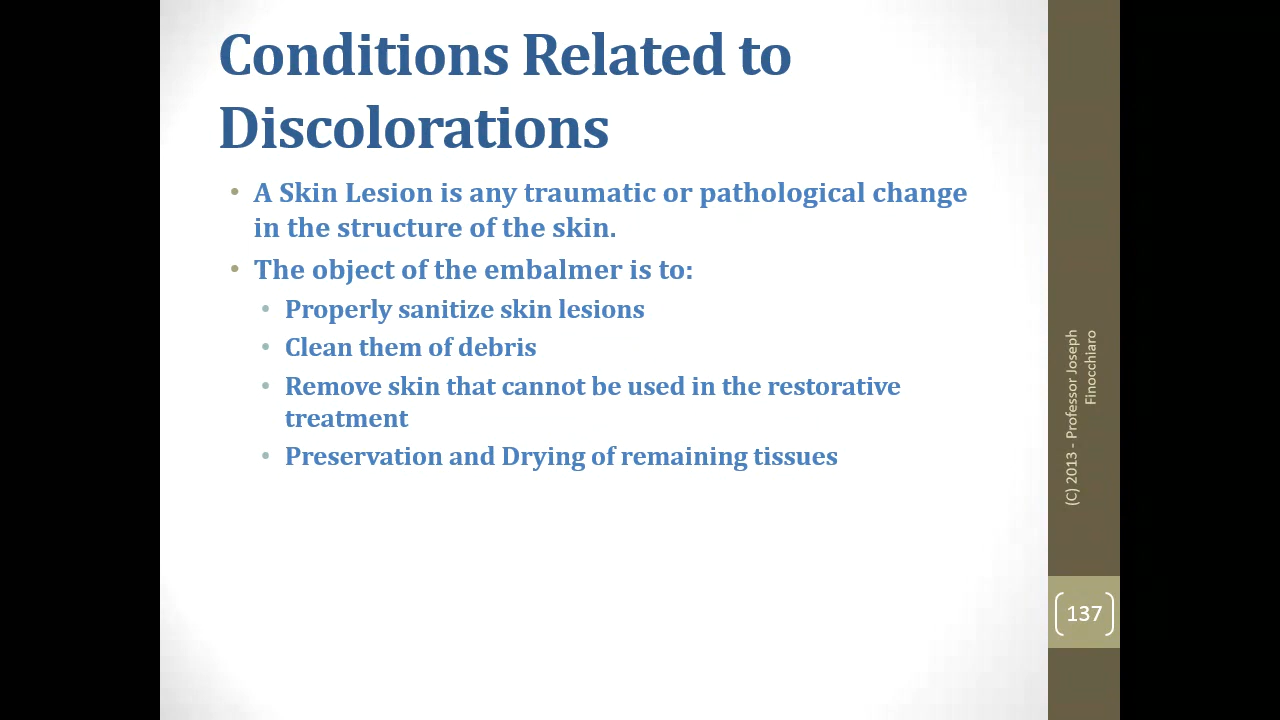 Conditions Related to
Discolorations
• A Skin Lesion is any traumatic or pathological change
in the structure of the skin.
• The object of the embalmer is to:
• Properly sanitize skin lesions
• Clean them of debris
• Remove skin that cannot be used in the restorative
treatment
• Preservation and Drying of remaining tissues
(C) 2013 - Professor Joseph
Finocchiaro
137